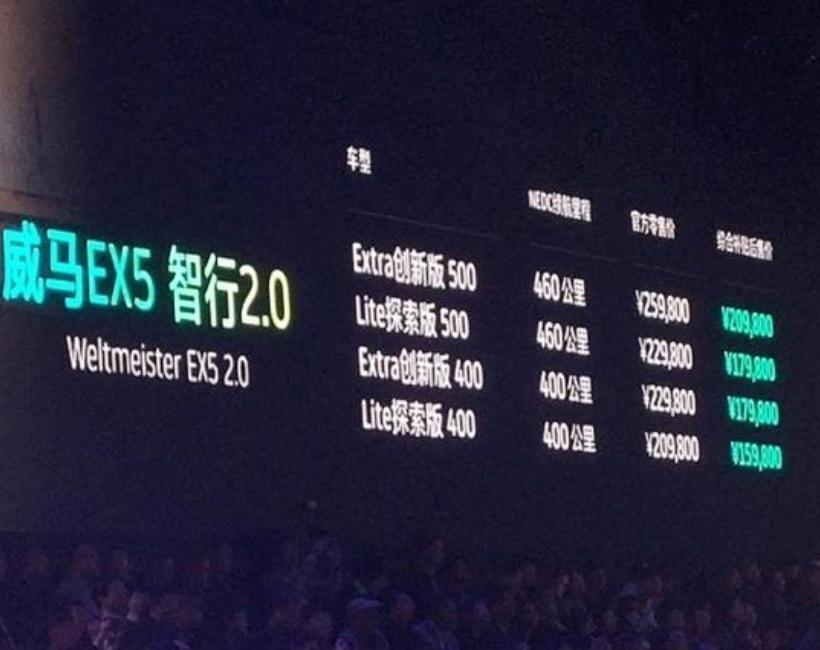 威马EX5 智行2.0
Weltmeister EX5 2.0
车型 NEDC续航里程 官方零售价 综合补贴后售价
Extra创新版 500 460公里 ¥259,800 ¥209,800
Lite探索版 500 460公里 ¥229,800 ¥179,800
Extra创新版 400 400公里 ¥229,800 ¥179,800
Lite探索版 400 400公里 ¥209,800 ¥159,800